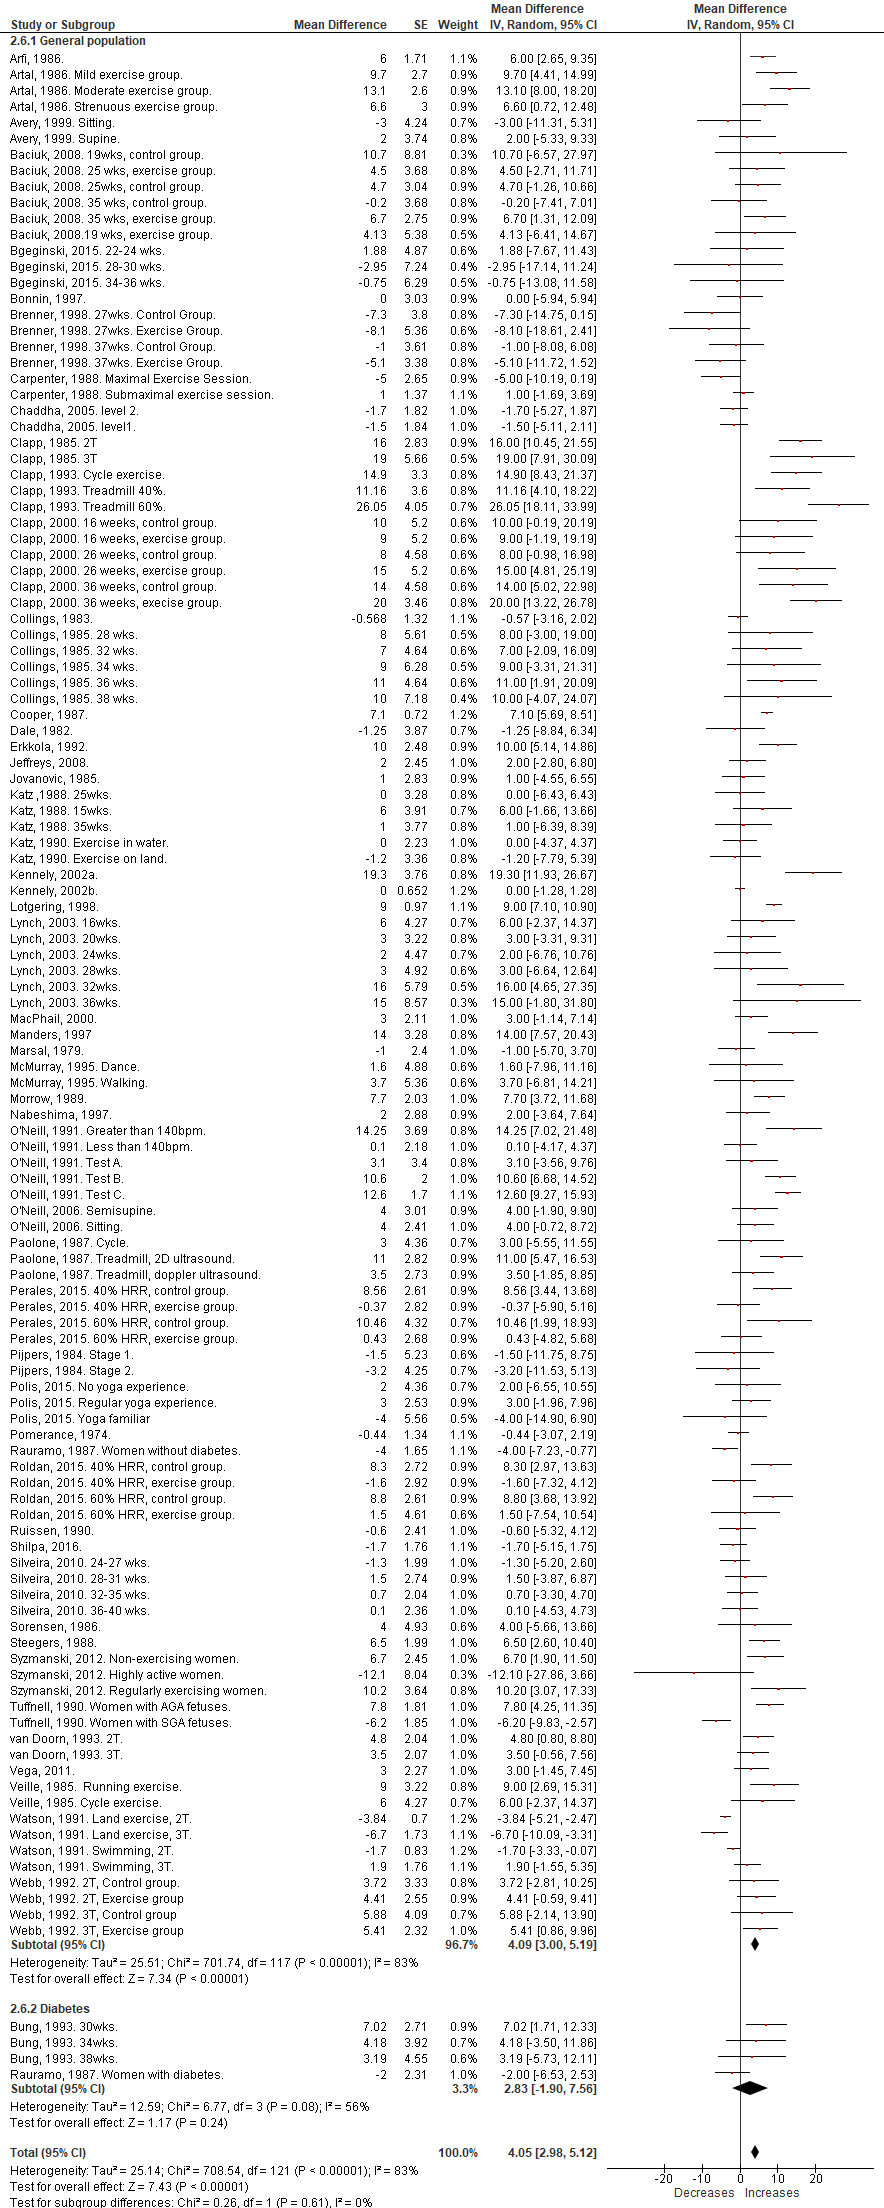 Mean Difference Mean Difference
Study or Subgroup Mean Difference SE Weight IV, Random, 95% CI IV, Random, 95% CI
2.6.1 General population
Arfi, 1986. 6 1.71 1.1% 6.00 [2.65, 9.35]
Artal, 1986. Mild exercise group. 9.7 2.7 0.9% 9.70 [4.41, 14.99]
Artal, 1986. Moderate exercise group. 13.1 2.6 0.9% 13.10 [8.00, 18.20]
Artal, 1986. Strenuous exercise group. 6.6 3 0.9% 6.60 [0.72, 12.48]
Avery, 1999. Sitting. -3 4.24 0.7% -3.00 [-11.31, 5.31]
Avery, 1999. Supine. 2 3.74 0.8% 2.00 [-5.33, 9.33]
Baciuk, 2008. 19wks, control group. 10.7 8.81 0.3% 10.70 [-6.57, 27.97]
Baciuk, 2008. 25 wks, exercise group. 4.5 3.68 0.8% 4.50 [-2.71, 11.71]
Baciuk, 2008. 25wks, control group. 4.7 3.04 0.9% 4.70 [-1.26, 10.66]
Baciuk, 2008. 35 wks, control group. -0.2 3.68 0.8% -0.20 [-7.41, 7.01]
Baciuk, 2008. 35 wks, exercise group. 6.7 2.75 0.9% 6.70 [1.31, 12.09]
Baciuk, 2008.19 wks, exercise group. 4.13 5.38 0.6% 4.13 [-6.41, 14.67]
Bgeginski, 2015. 22-24 wks. 1.88 4.87 0.6% 1.88 [-7.67, 11.43]
Bgeginski, 2015. 28-30 wks. -2.95 7.24 0.4% -2.95 [-17.14, 11.24]
Bgeginski, 2015. 34-36 wks. -0.75 6.29 0.5% -0.75 [-13.08, 11.58]
Bonnin, 1997. 0 3.03 0.9% 0.00 [-5.94, 5.94]
Brenner, 1998. 27wks. Control Group. -7.3 3.8 0.8% -7.30 [-14.75, 0.15]
Brenner, 1998. 27wks. Exercise Group. -8.1 5.36 0.6% -8.10 [-18.61, 2.41]
Brenner, 1998. 37wks. Control Group. -1 3.61 0.8% -1.00 [-8.08, 6.08]
Brenner, 1998. 37wks. Exercise Group. -5.1 3.38 0.8% -5.10 [-11.72, 1.52]
Carpenter, 1988. Maximal Exercise Session. -5 2.65 0.9% -5.00 [-10.19, 0.19]
Carpenter, 1988. Submaximal exercise session. 1 1.37 1.1% 1.00 [-1.69, 3.69]
Chaddha, 2005. level 2. -1.7 1.82 1.0% -1.70 [-5.27, 1.87]
Chaddha, 2005. level1. -1.5 1.84 1.0% -1.50 [-5.11, 2.11]
Clapp, 1985. 2T 16 2.83 0.9% 16.00 [10.45, 21.55]
Clapp, 1985. 3T 19 5.66 0.5% 19.00 [7.91, 30.09]
Clapp, 1993. Cycle exercise. 14.9 3.3 0.8% 14.90 [8.43, 21.37]
Clapp, 1993. Treadmill 40%. 11.16 3.6 0.8% 11.16 [4.10, 18.22]
Clapp, 1993. Treadmill 60%. 26.05 4.05 0.7% 26.05 [18.11, 33.99]
Clapp, 2000. 16 weeks, control group. 10 5.2 0.6% 10.00 [-0.19, 20.19]
Clapp, 2000. 16 weeks, exercise group. 9 5.2 0.6% 9.00 [-1.19, 19.19]
Clapp, 2000. 26 weeks, control group. 8 4.58 0.7% 8.00 [-0.98, 16.98]
Clapp, 2000. 26 weeks, exercise group. 15 5.2 0.6% 15.00 [4.81, 25.19]
Clapp, 2000. 36 weeks, control group. 14 4.58 0.7% 14.00 [5.02, 22.98]
Clapp, 2000. 36 weeks, execise group. 20 3.46 0.8% 20.00 [13.22, 26.78]
Collings, 1983. -0.568 1.32 1.1% -0.57 [-3.16, 2.02]
Collings, 1985. 28 wks. 8 5.61 0.5% 8.00 [-3.00, 19.00]
Collings, 1985. 32 wks. 7 4.64 0.7% 7.00 [-2.09, 16.09]
Collings, 1985. 34 wks. 9 6.28 0.5% 9.00 [-3.31, 21.31]
Collings, 1985. 36 wks. 11 4.64 0.7% 11.00 [1.91, 20.09]
Collings, 1985. 38 wks. 10 7.18 0.4% 10.00 [-4.07, 24.07]
Cooper, 1987. 7.1 0.72 1.2% 7.10 [5.69, 8.51]
Dale, 1982. -1.25 3.87 0.7% -1.25 [-8.84, 6.34]
Erkkola, 1992. 10 2.48 0.9% 10.00 [5.14, 14.86]
Jeffreys, 2008. 2 2.45 1.0% 2.00 [-2.80, 6.80]
Jovanovic, 1985. 1 2.83 0.9% 1.00 [-4.55, 6.55]
Katz ,1988. 25wks. 0 3.28 0.8% 0.00 [-6.43, 6.43]
Katz, 1988. 15wks. 6 3.91 0.7% 6.00 [-1.66, 13.66]
Katz, 1988. 35wks. 1 3.77 0.8% 1.00 [-6.39, 8.39]
Katz, 1990. Exercise in water. 0 2.23 1.0% 0.00 [-4.37, 4.37]
Katz, 1990. Exercise on land. -1.2 3.36 0.8% -1.20 [-7.79, 5.39]
Kennely, 2002a. 19.3 3.76 0.8% 19.30 [11.93, 26.67]
Kennely, 2002b. 0 0.652 1.2% 0.00 [-1.28, 1.28]
Lotgering, 1998. 9 0.97 1.1% 9.00 [7.10, 10.90]
Lynch, 2003. 16wks. 6 4.27 0.7% 6.00 [-2.37, 14.37]
Lynch, 2003. 20wks. 3 3.22 0.8% 3.00 [-3.31, 9.31]
Lynch, 2003. 24wks. 2 4.47 0.7% 2.00 [-6.76, 10.76]
Lynch, 2003. 28wks. 3 4.92 0.6% 3.00 [-6.64, 12.64]
Lynch, 2003. 32wks. 16 5.79 0.5% 16.00 [4.65, 27.35]
Lynch, 2003. 36wks. 15 8.57 0.3% 15.00 [-1.80, 31.80]
MacPhail, 2000. 3 2.11 1.0% 3.00 [-1.14, 7.14]
Manders, 1997 14 3.28 0.8% 14.00 [7.57, 20.43]
Marsal, 1979. -1 2.4 1.0% -1.00 [-5.70, 3.70]
McMurray, 1995. Dance. 1.6 4.88 0.6% 1.60 [-7.96, 11.16]
McMurray, 1995. Walking. 3.7 5.36 0.6% 3.70 [-6.81, 14.21]
Morrow, 1989. 7.7 2.03 1.0% 7.70 [3.72, 11.68]
Nabeshima, 1997. 2 2.88 0.9% 2.00 [-3.64, 7.64]
O'Neill, 1991. Greater than 140bpm. 14.25 3.69 0.8% 14.25 [7.02, 21.48]
O'Neill, 1991. Less than 140bpm. 0.1 2.18 1.0% 0.10 [-4.17, 4.37]
O'Neill, 1991. Test A. 3.1 3.4 0.8% 3.10 [-3.56, 9.76]
O'Neill, 1991. Test B. 10.6 2 1.0% 10.60 [6.68, 14.52]
O'Neill, 1991. Test C. 12.6 1.7 1.1% 12.60 [9.27, 15.93]
O'Neill, 2006. Semisupine. 4 3.01 0.9% 4.00 [-1.90, 9.90]
O'Neill, 2006. Sitting. 4 2.41 1.0% 4.00 [-0.72, 8.72]
Paolone, 1987. Cycle. 3 4.36 0.7% 3.00 [-5.55, 11.55]
Paolone, 1987. Treadmill, 2D ultrasound. 11 2.82 0.9% 11.00 [5.47, 16.53]
Paolone, 1987. Treadmill, doppler ultrasound. 3.5 2.73 0.9% 3.50 [-1.85, 8.85]
Perales, 2015. 40% HRR, control group. 8.56 2.61 0.9% 8.56 [3.44, 13.68]
Perales, 2015. 40% HRR, exercise group. -0.37 2.82 0.9% -0.37 [-5.90, 5.16]
Perales, 2015. 60% HRR, control group. 10.46 4.32 0.7% 10.46 [1.99, 18.93]
Perales, 2015. 60% HRR, exercise group. 0.43 2.68 0.9% 0.43 [-4.82, 5.68]
Pijpers, 1984. Stage 1. -1.5 5.23 0.6% -1.50 [-11.75, 8.75]
Pijpers, 1984. Stage 2. -3.2 4.25 0.7% -3.20 [-11.53, 5.13]
Polis, 2015. No yoga experience. 2 4.36 0.7% 2.00 [-6.55, 10.55]
Polis, 2015. Regular yoga experience. 3 2.53 0.9% 3.00 [-1.96, 7.96]
Polis, 2015. Yoga familiar -4 5.56 0.5% -4.00 [-14.90, 6.90]
Pomerance, 1974. -0.44 1.34 1.1% -0.44 [-3.07, 2.19]
Rauramo, 1987. Women without diabetes. -4 1.65 1.1% -4.00 [-7.23, -0.77]
Roldan, 2015. 40% HRR, control group. 8.3 2.72 0.9% 8.30 [2.97, 13.63]
Roldan, 2015. 40% HRR, exercise group. -1.6 2.92 0.9% -1.60 [-7.32, 4.12]
Roldan, 2015. 60% HRR, control group. 8.8 2.61 0.9% 8.80 [3.68, 13.92]
Roldan, 2015. 60% HRR, exercise group. 1.5 4.61 0.7% 1.50 [-7.54, 10.54]
Ruissen, 1990. -0.6 2.41 1.0% -0.60 [-5.32, 4.12]
Shilpa, 2016. -1.7 1.76 1.0% -1.70 [-5.15, 1.75]
Silveira, 2010. 24-27 wks. -1.3 1.99 1.0% -1.30 [-5.20, 2.60]
Silveira, 2010. 28-31 wks. 1.5 2.74 0.9% 1.50 [-3.87, 6.87]
Silveira, 2010. 32-35 wks. 0.7 2.04 1.0% 0.70 [-3.30, 4.70]
Silveira, 2010. 36-40 wks. 0.1 2.36 1.0% 0.10 [-4.53, 4.73]
Sorensen, 1986. 4 4.93 0.6% 4.00 [-5.66, 13.66]
Steegers, 1988. 6.5 1.99 1.0% 6.50 [2.60, 10.40]
Syzmanski, 2012. Non-exercising women. 6.7 2.45 1.0% 6.70 [1.90, 11.50]
Szymanski, 2012. Highly active women. -12.1 8.04 0.3% -12.10 [-27.86, 3.66]
Szymanski, 2012. Regularly exercising women. 10.2 3.64 0.8% 10.20 [3.07, 17.33]
Tuffnell, 1990. Women with AGA fetuses. 7.8 1.81 1.0% 7.80 [4.25, 11.35]
Tuffnell, 1990. Women with SGA fetuses. -6.2 1.85 1.0% -6.20 [-9.83, -2.57]
van Doorn, 1993. 2T. 4.8 2.04 1.0% 4.80 [0.80, 8.80]
van Doorn, 1993. 3T. 3.5 2.07 1.0% 3.50 [-0.56, 7.56]
Vega, 2011. 3 2.27 1.0% 3.00 [-1.45, 7.45]
Veille, 1985. Running exercise. 9 3.22 0.8% 9.00 [2.69, 15.31]
Veille, 1985. Cycle exercise. 6 4.27 0.7% 6.00 [-2.37, 14.37]
Watson, 1991. Land exercise, 2T. -3.84 0.7 1.2% -3.84 [-5.21, -2.47]
Watson, 1991. Land exercise, 3T. -6.7 1.73 1.1% -6.70 [-10.09, -3.31]
Watson, 1991. Swimming, 2T. -1.7 0.83 1.2% -1.70 [-3.33, -0.07]
Watson, 1991. Swimming, 3T. 1.9 1.76 1.0% 1.90 [-1.55, 5.35]
Webb, 1992. 2T, Control group. 3.72 3.33 0.8% 3.72 [-2.81, 10.25]
Webb, 1992. 2T, Exercise group 4.41 2.55 0.9% 4.41 [-0.59, 9.41]
Webb, 1992. 3T, Control group 5.88 4.09 0.7% 5.88 [-2.14, 13.90]
Webb, 1992. 3T, Exercise group 5.41 2.32 1.0% 5.41 [0.86, 9.96]
Subtotal (95% CI) 96.7% 4.09 [3.00, 5.19]
Heterogeneity: Tau² = 25.51; Chi² = 701.74, df = 117 (P < 0.00001); I² = 83%
Test for overall effect: Z = 7.34 (P < 0.00001)
2.6.2 Diabetes
Bung, 1993. 30wks. 7.02 2.71 0.9% 7.02 [1.71, 12.33]
Bung, 1993. 34wks. 4.18 3.92 0.7% 4.18 [-3.50, 11.86]
Bung, 1993. 38wks. 3.19 4.55 0.6% 3.19 [-5.73, 12.11]
Rauramo, 1987. Women with diabetes. -2 2.31 1.0% -2.00 [-6.53, 2.53]
Subtotal (95% CI) 3.3% 2.83 [-1.90, 7.56]
Heterogeneity: Tau² = 12.59; Chi² = 6.77, df = 3 (P = 0.08); I² = 56%
Test for overall effect: Z = 1.17 (P = 0.24)
Total (95% CI) 100.0% 4.05 [2.98, 5.12]
Heterogeneity: Tau² = 25.14; Chi² = 708.54, df = 121 (P < 0.00001); I² = 83%
Test for overall effect: Z = 7.43 (P < 0.00001)
Test for subgroup differences: Chi² = 0.26, df = 1 (P = 0.61), I² = 0%
-20 -10 0 10 20
Decreases Increases